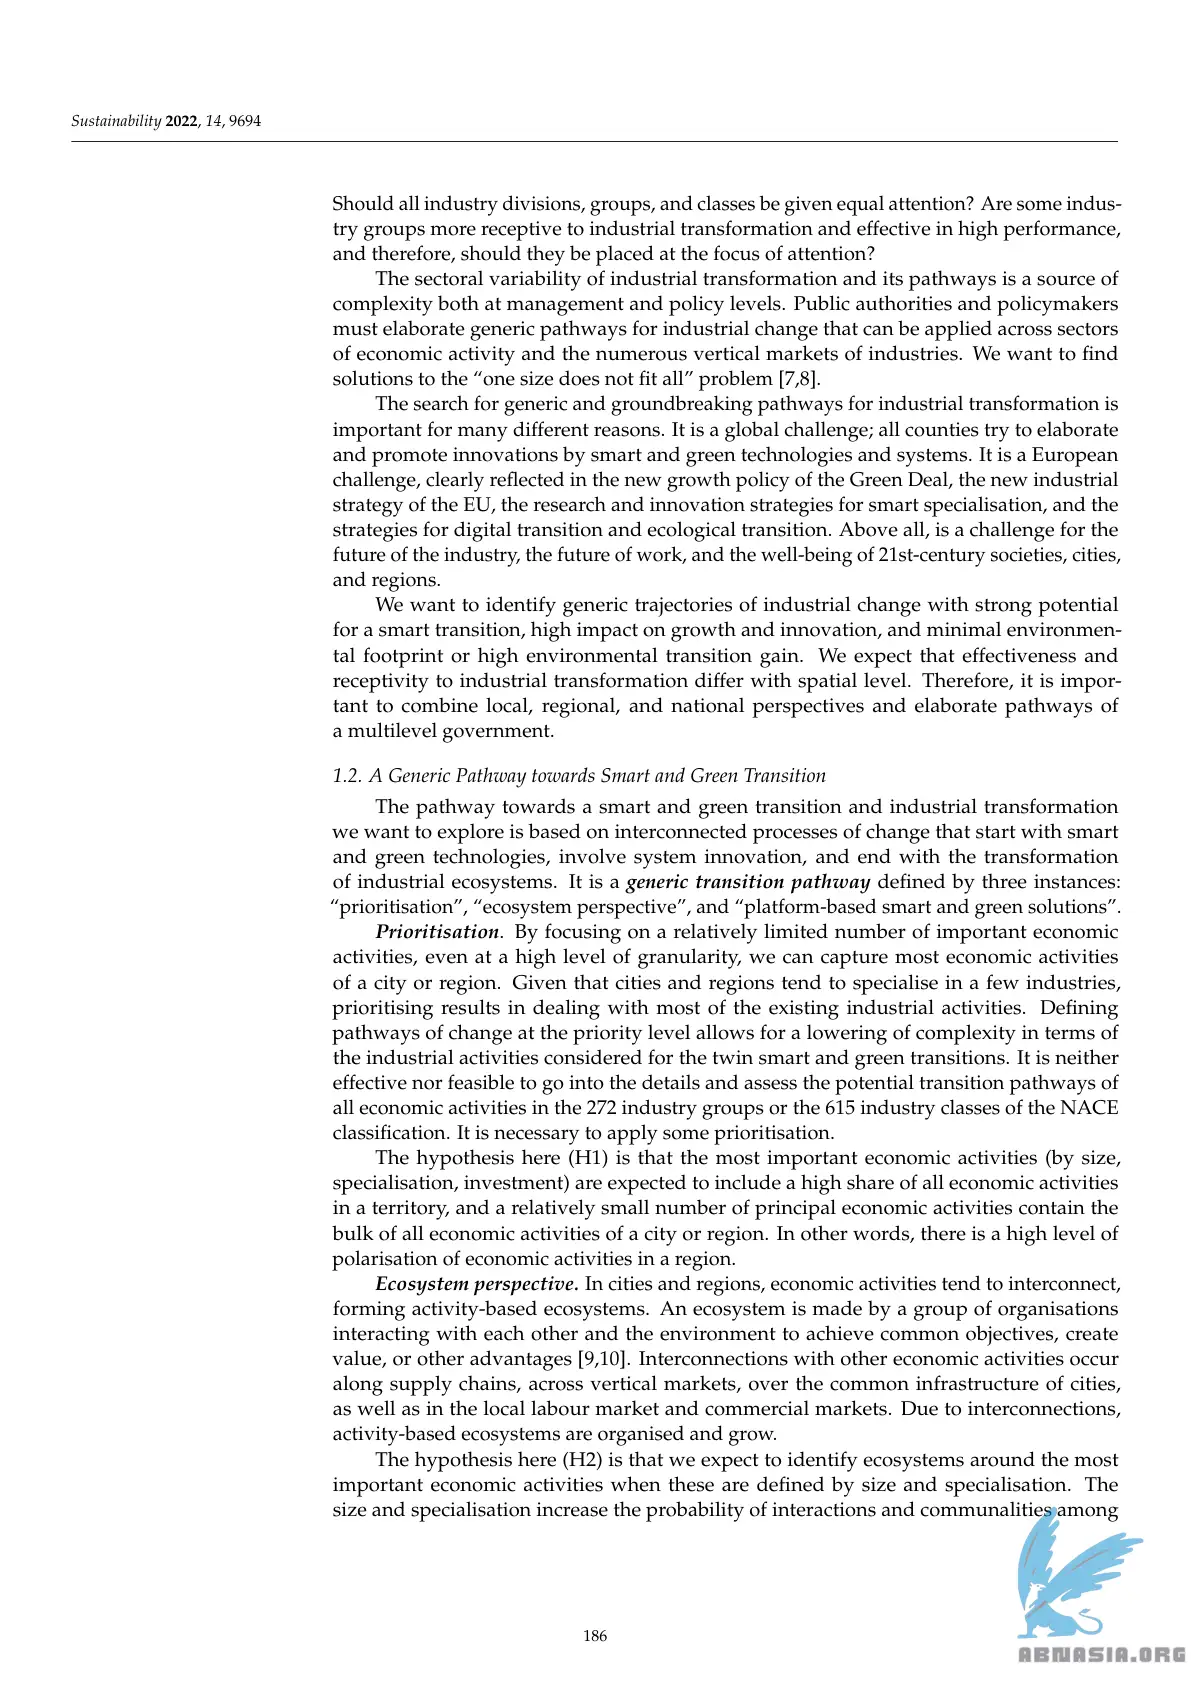 Sustainability 2022, 14, 9694
Should all industry divisions, groups, and classes be given equal attention? Are some indus-
try groups more receptive to industrial transformation and effective in high performance,
and therefore, should they be placed at the focus of attention?
The sectoral variability of industrial transformation and its pathways is a source of
complexity both at management and policy levels. Public authorities and policymakers
must elaborate generic pathways for industrial change that can be applied across sectors
of economic activity and the numerous vertical markets of industries. We want to find
solutions to the “one size does not fit all” problem [7,8].
The search for generic and groundbreaking pathways for industrial transformation is
important for many different reasons. It is a global challenge; all counties try to elaborate
and promote innovations by smart and green technologies and systems. It is a European
challenge, clearly reflected in the new growth policy of the Green Deal, the new industrial
strategy of the EU, the research and innovation strategies for smart specialisation, and the
strategies for digital transition and ecological transition. Above all, is a challenge for the
future of the industry, the future of work, and the well-being of 21st-century societies, cities,
and regions.
We want to identify generic trajectories of industrial change with strong potential
for a smart transition, high impact on growth and innovation, and minimal environmen-
tal footprint or high environmental transition gain. We expect that effectiveness and
receptivity to industrial transformation differ with spatial level. Therefore, it is impor-
tant to combine local, regional, and national perspectives and elaborate pathways of
a multilevel government.
1.2. A Generic Pathway towards Smart and Green Transition
The pathway towards a smart and green transition and industrial transformation
we want to explore is based on interconnected processes of change that start with smart
and green technologies, involve system innovation, and end with the transformation
of industrial ecosystems. It is a generic transition pathway defined by three instances:
“prioritisation”, “ecosystem perspective”, and “platform-based smart and green solutions”.
Prioritisation. By focusing on a relatively limited number of important economic
activities, even at a high level of granularity, we can capture most economic activities
of a city or region. Given that cities and regions tend to specialise in a few industries,
prioritising results in dealing with most of the existing industrial activities. Defining
pathways of change at the priority level allows for a lowering of complexity in terms of
the industrial activities considered for the twin smart and green transitions. It is neither
effective nor feasible to go into the details and assess the potential transition pathways of
all economic activities in the 272 industry groups or the 615 industry classes of the NACE
classification. It is necessary to apply some prioritisation.
The hypothesis here (H1) is that the most important economic activities (by size,
specialisation, investment) are expected to include a high share of all economic activities
in a territory, and a relatively small number of principal economic activities contain the
bulk of all economic activities of a city or region. In other words, there is a high level of
polarisation of economic activities in a region.
Ecosystem perspective. In cities and regions, economic activities tend to interconnect,
forming activity-based ecosystems. An ecosystem is made by a group of organisations
interacting with each other and the environment to achieve common objectives, create
value, or other advantages [9,10]. Interconnections with other economic activities occur
along supply chains, across vertical markets, over the common infrastructure of cities,
as well as in the local labour market and commercial markets. Due to interconnections,
activity-based ecosystems are organised and grow.
The hypothesis here (H2) is that we expect to identify ecosystems around the most
important economic activities when these are defined by size and specialisation. The
size and specialisation increase the probability of interactions and communalities among
186
ABNASIA.ORG